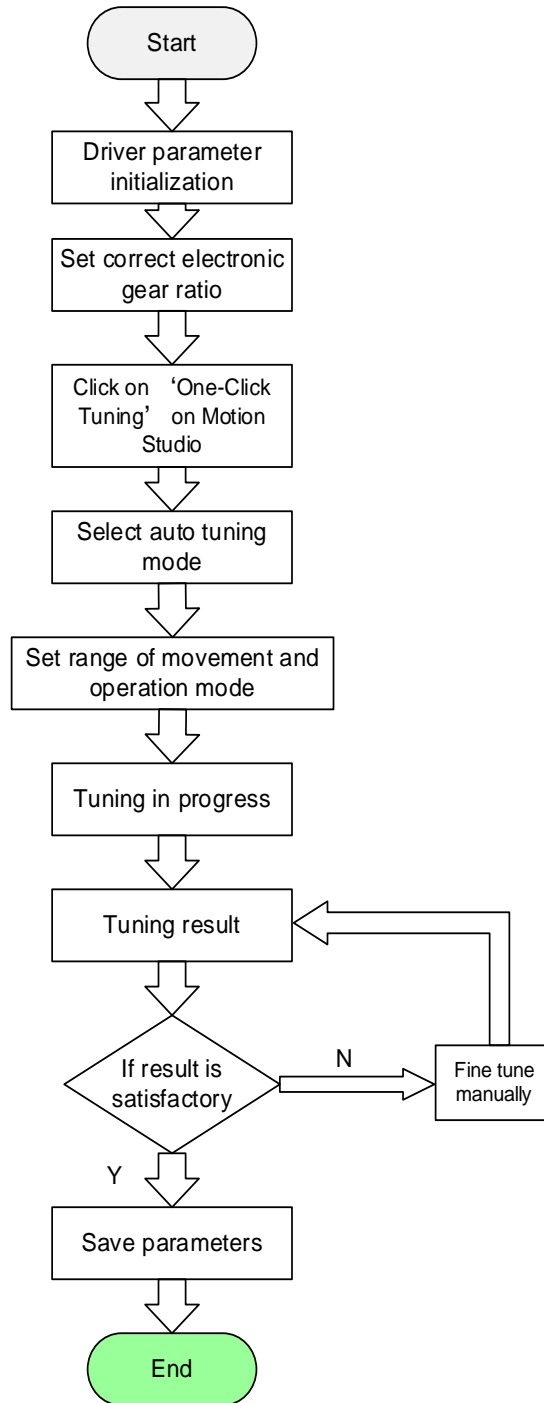 Start
Driver parameter
initialization
Set correct electronic
gear ratio
Click on ‘One-Click
Tuning’ on Motion
Studio
Select auto tuning
mode
Set range of movement and
operation mode
Tuning in progress
Tuning result
If result is
satisfactory
N
Fine tune
manually
Y
Save parameters
End